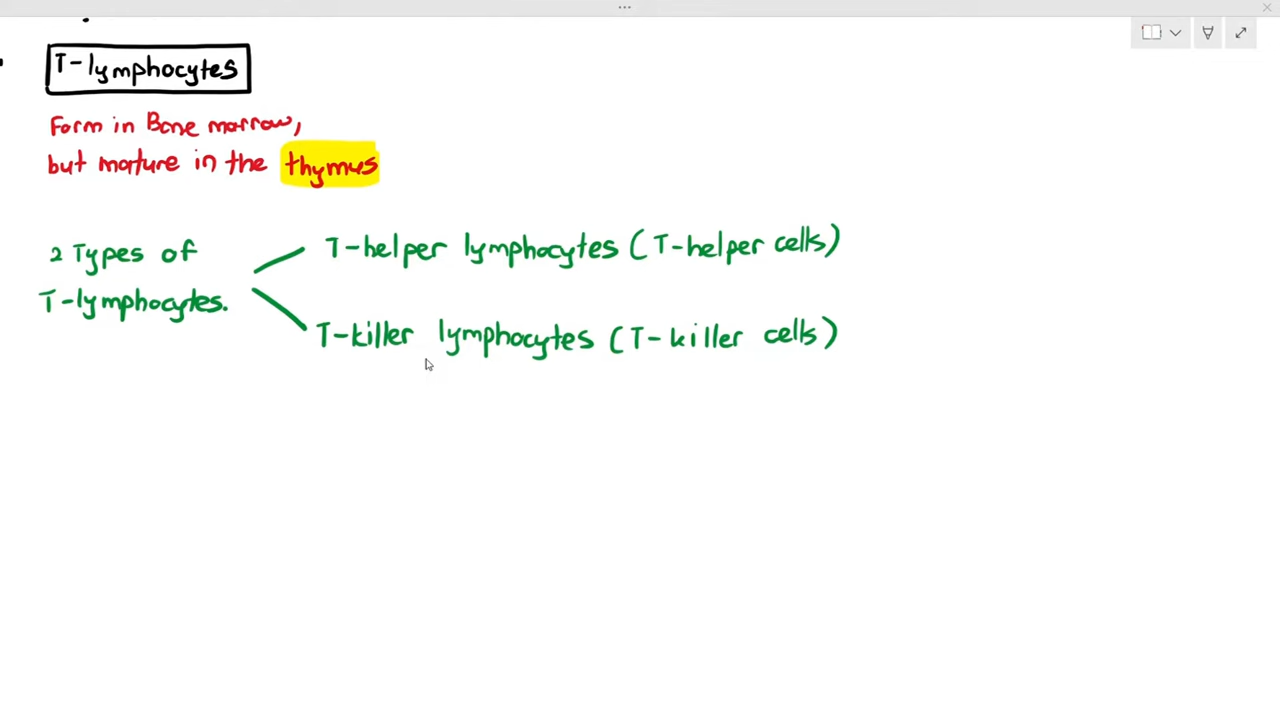 T-lymphocytes
Form in Bone marrow,
but mature in the thymus
2 Types of
T-lymphocytes.
T-helper lymphocytes (T-helper cells)
T-killer lymphocytes (T-killer cells)